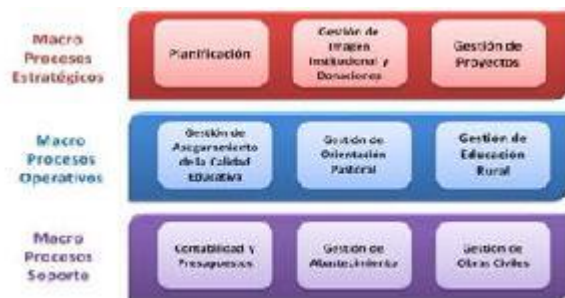 Macro
Procesos
Estratégicos
Planificación
Gestión de
Imagen
Institucional y
Donaciones
Gestión de
Proyectos
Macro
Procesos
Operativos
Gestión de
Aseguramiento
de la Calidad
Educativa
Gestión de
Orientación
Pastoral
Gestión de
Educación
Rural
Macro
Procesos
Soporte
Contabilidad y
Presupuestos
Gestión de
Abastecimiento
Gestión de
Obras Civiles